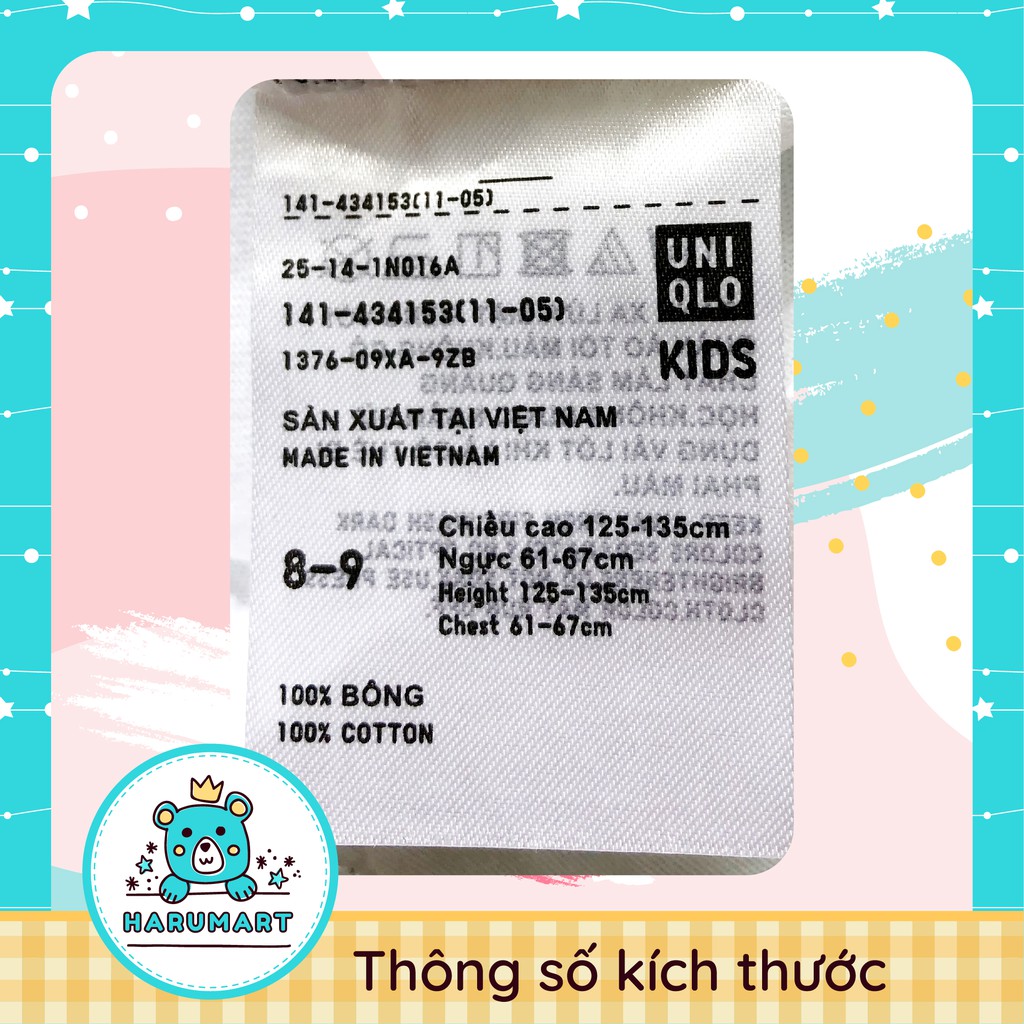 141-434153(11-05)
25-14-1N016A
141-434153(11-05)
1376-09XA-9ZB
UNI
QLO
KIDS
SẢN XUẤT TẠI VIỆT NAM
MADE IN VIETNAM
8-9
Chiều cao 125-135cm
Ngực 61-67cm
Height 125-135cm
Chest 61-67cm
100% BÔNG
100% COTTON
HARUMART
Thông số kích thước